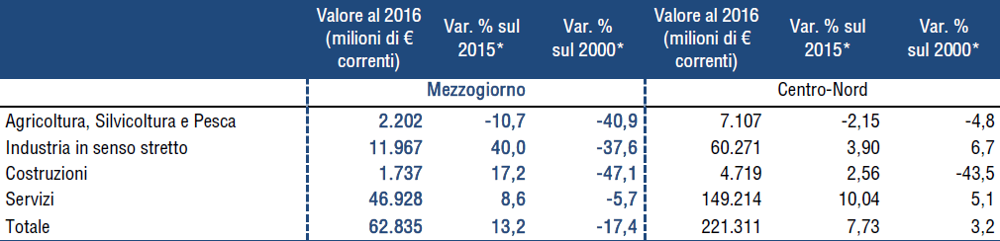 Valore al 2016 (milioni di € correnti) Var. % sul 2015* Var. % sul 2000* Valore al 2016 (milioni di € correnti) Var. % sul 2015* Var. % sul 2000*
Mezzogiorno Centro-Nord
Agricoltura, Silvicoltura e Pesca 2.202 -10,7 -40,9 7.107 -2,15 -4,8
Industria in senso stretto 11.967 40,0 -37,6 60.271 3,90 6,7
Costruzioni 1.737 17,2 -47,1 4.719 2,56 -43,5
Servizi 46.928 8,6 -5,7 149.214 10,04 5,1
Totale 62.835 13,2 -17,4 221.311 7,73 3,2